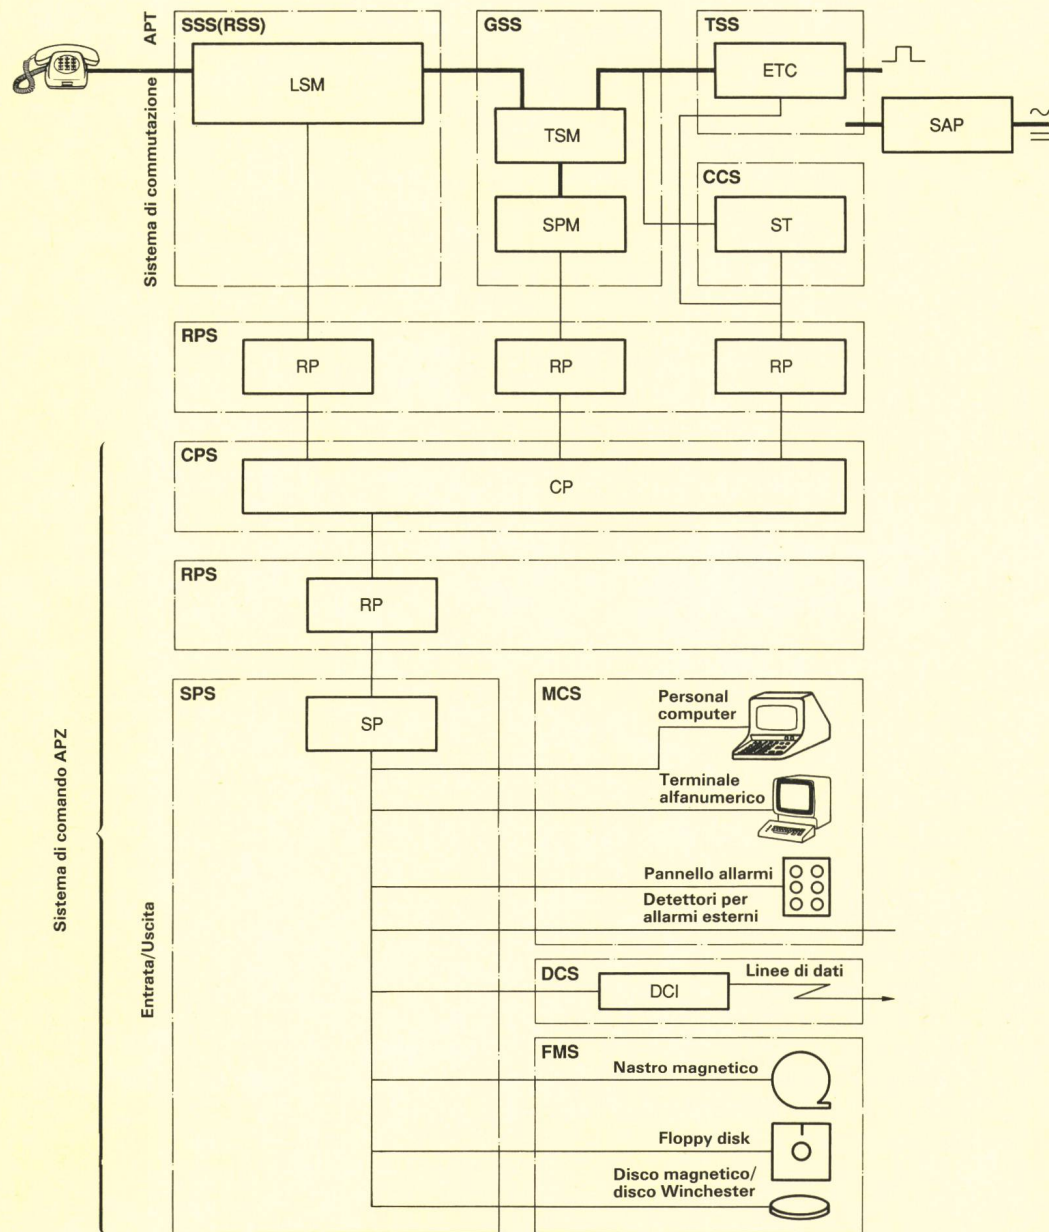 APT
Sistema di commutazione
SSS(RSS)
LSM
GSS
TSM
SPM
TSS
ETC
SAP
CCS
ST
RPS
RP
RP
RP
CPS
CP
RPS
RP
Sistema di comando APZ
Entrata/Uscita
SPS
SP
MCS
Personal
computer
Terminale
alfanumerico
Pannello allarmi
Detettori per
allarmi esterni
DCS
DCI
Linee di dati
FMS
Nastro magnetico
Floppy disk
Disco magnetico/
disco Winchester